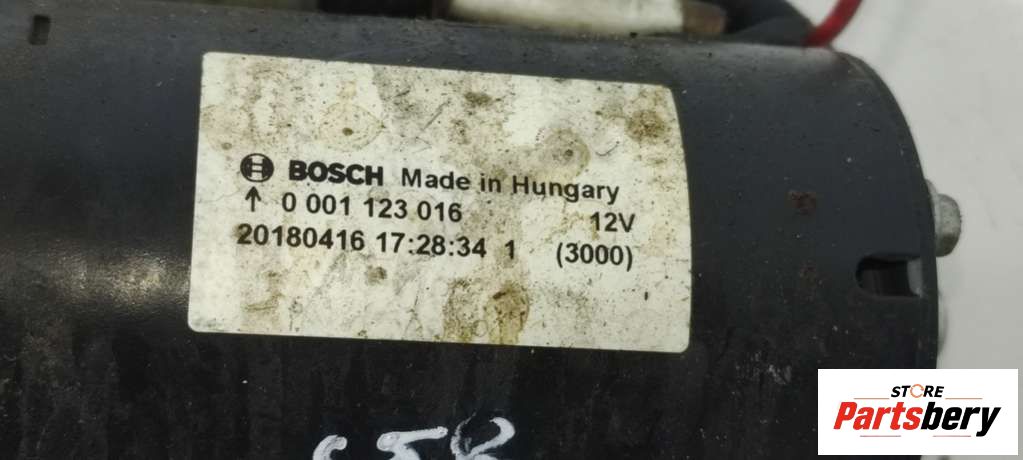 BOSCH Made in Hungary
↑ 0 001 123 016 12V
20180416 17:28:34 1 (3000)
STORE
Partsbery